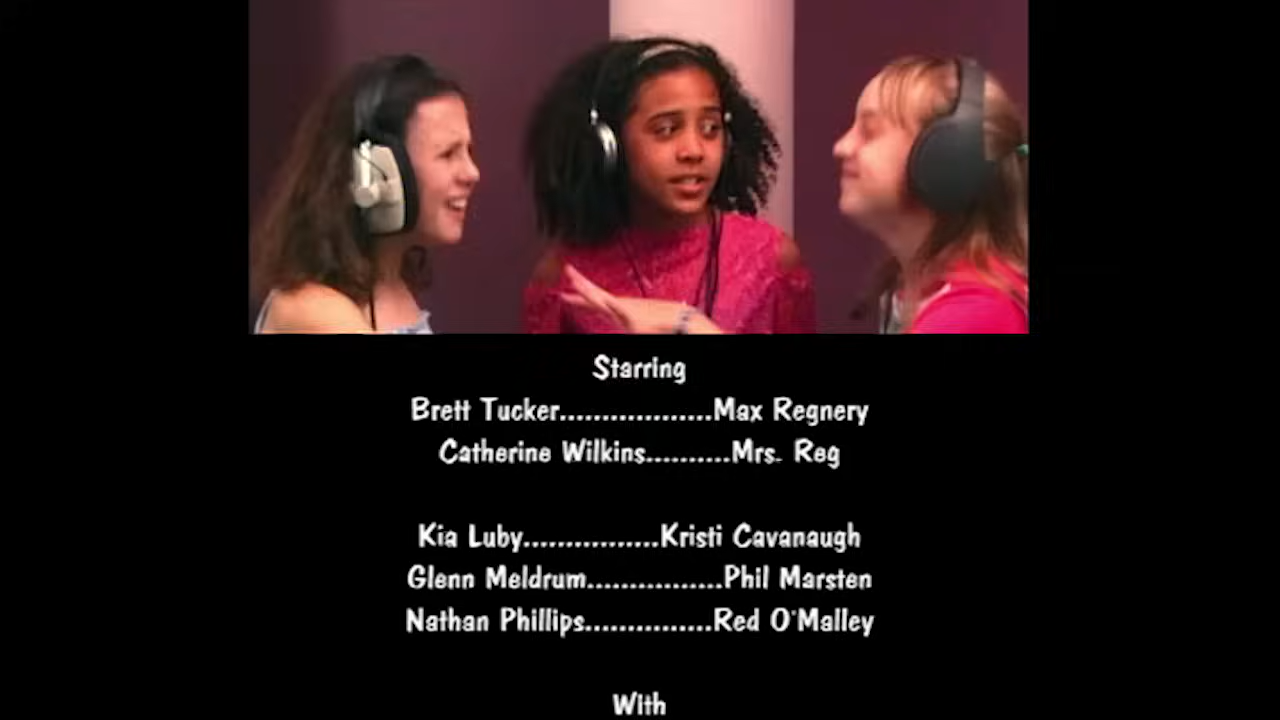 Starring
Brett Tucker..................Max Regnery
Catherine Wilkins..........Mrs. Reg
Kia Luby................Kristi Cavanaugh
Glenn Meldrum................Phil Marsten
Nathan Phillips...............Red O'Malley
With